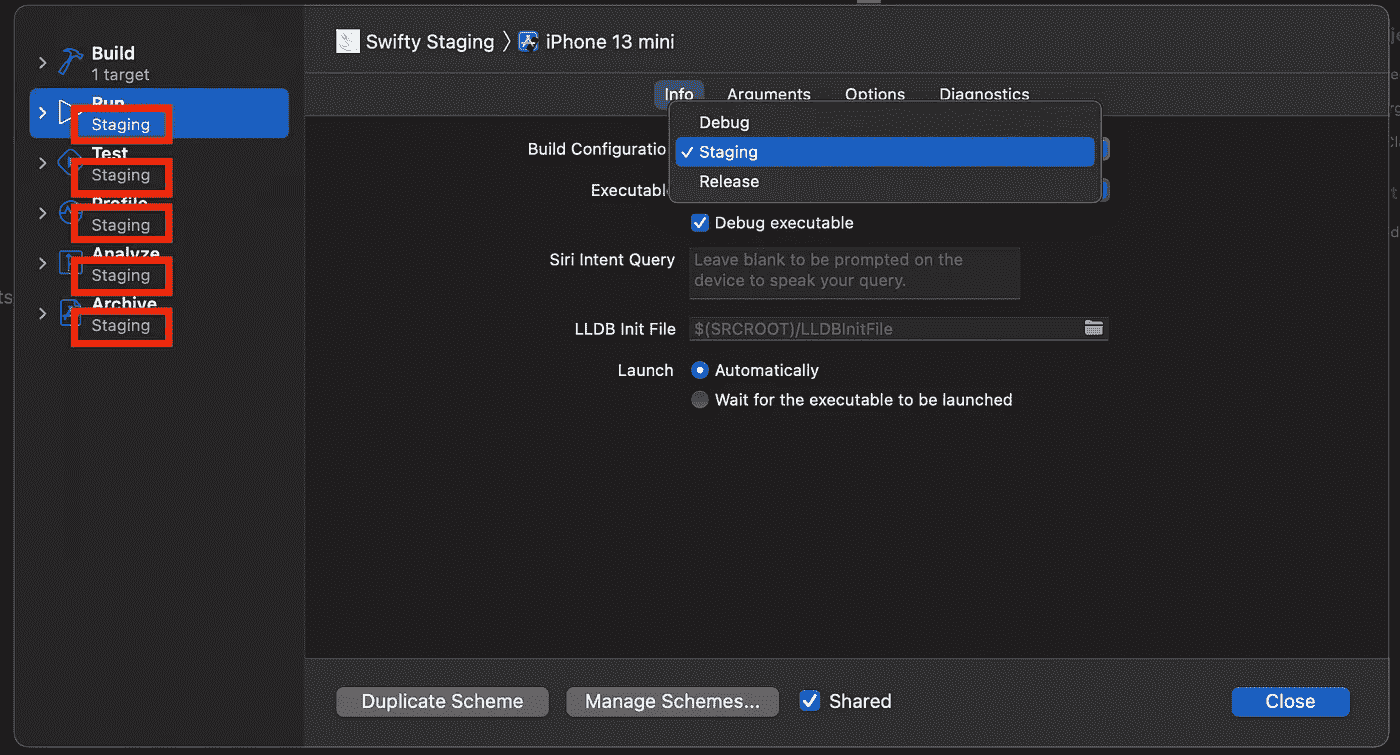 Swifty Staging 〉 iPhone 13 mini
Build
1 target
Run
Staging
Test
Staging
Profile
Staging
Analyze
Staging
Archive
Staging
Info Arguments Options Diagnostics
Build Configuratio
Debug
Staging
Release
Executabl
Debug executable
Siri Intent Query
Leave blank to be prompted on the
device to speak your query.
LLDB Init File
$(SRCROOT)/LLDBInitFile
Launch
Automatically
Wait for the executable to be launched
Duplicate Scheme
Manage Schemes...
Shared
Close